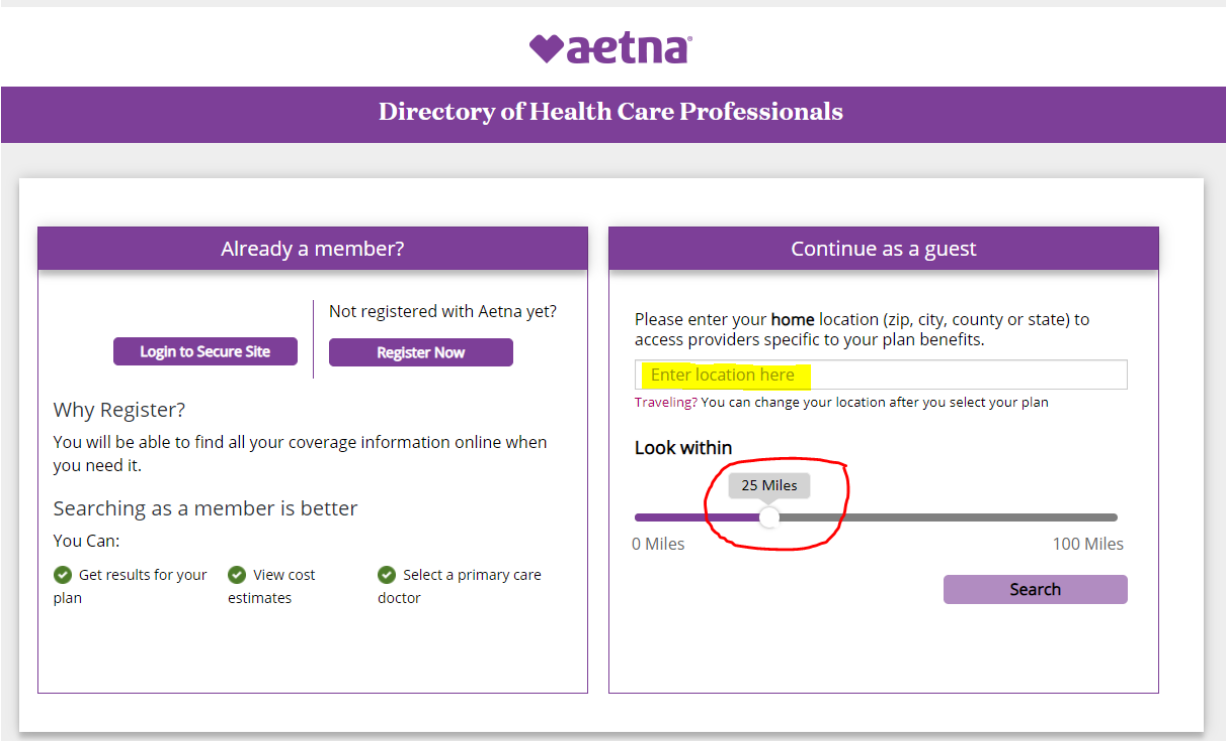 aetna
Directory of Health Care Professionals
Already a member?
Not registered with Aetna yet?
Login to Secure Site
Register Now
Why Register?
You will be able to find all your coverage information online when
you need it.
Searching as a member is better
You Can:
Get results for your
plan
View cost
estimates
Select a primary care
doctor
Continue as a guest
Please enter your home location (zip, city, county or state) to
access providers specific to your plan benefits.
Enter location here
Traveling? You can change your location after you select your plan
Look within
25 Miles
0 Miles
100 Miles
Search